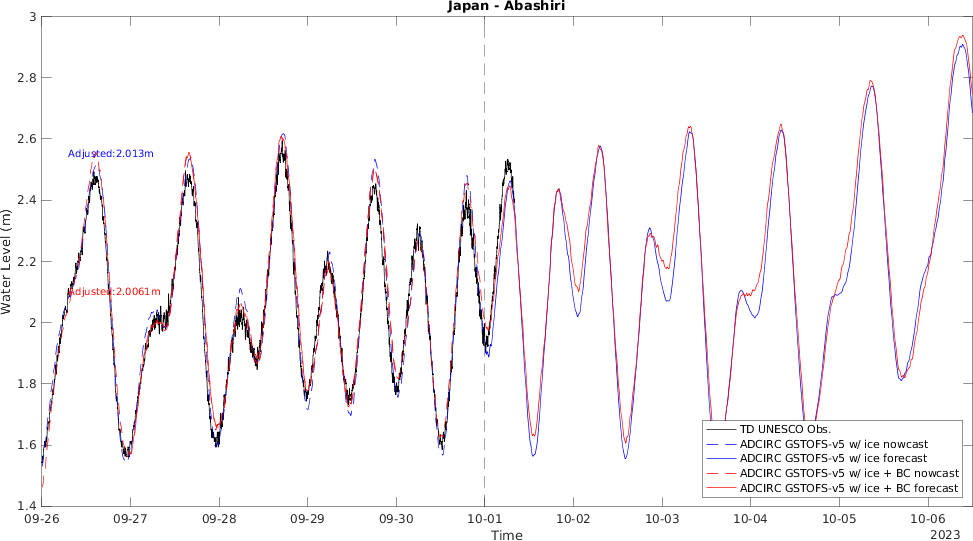 Japan - Abashiri
3
2.8
2.6
2.4
2.2
2
1.8
1.6
1.4
Water Level (m)
Adjusted:2.013m
Adjusted:2.0061m
TD UNESCO Obs.
ADCIRC GSTOFS-v5 w/ ice nowcast
ADCIRC GSTOFS-v5 w/ ice forecast
ADCIRC GSTOFS-v5 w/ ice + BC nowcast
ADCIRC GSTOFS-v5 w/ ice + BC forecast
09-26 09-27 09-28 09-29 09-30 10-01 10-02 10-03 10-04 10-05 10-06
Time
2023